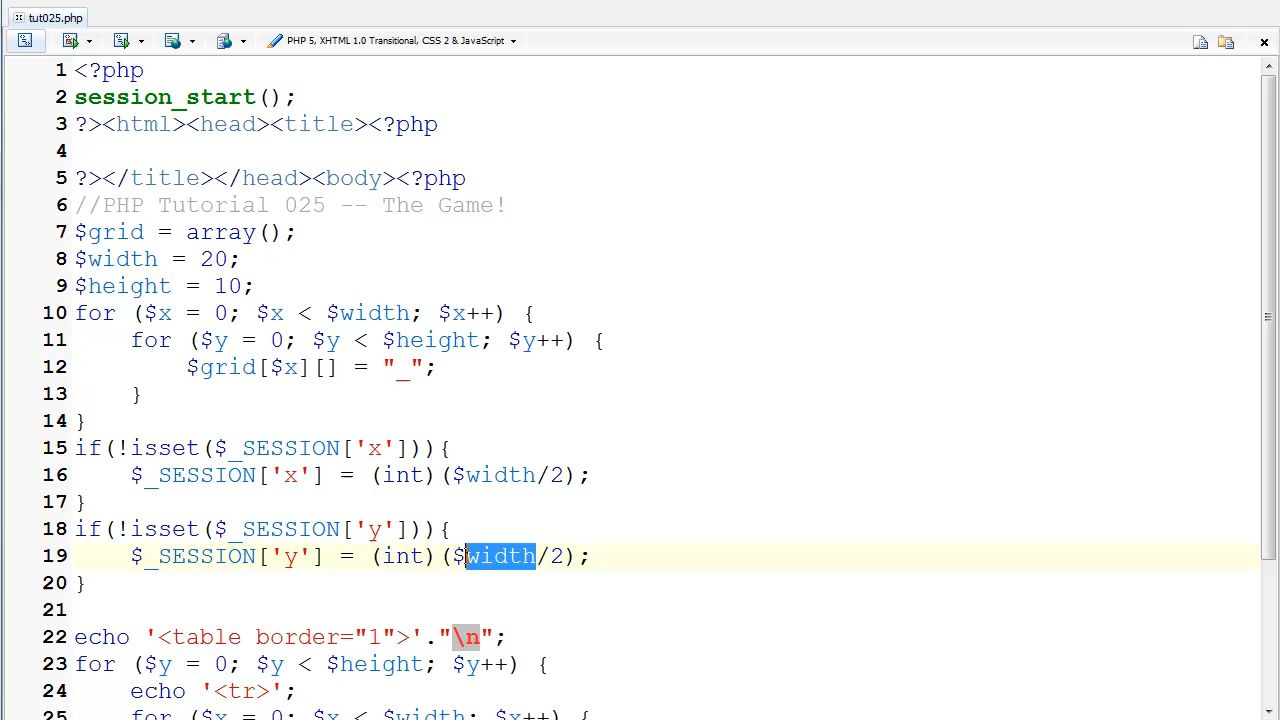 tut025.php
PHP 5, XHTML 1.0 Transitional, CSS 2 & JavaScript
1 <?php
2 session_start();
3 ?><html><head><title><?php
4
5 ?></title></head><body><?php
6 //PHP Tutorial 025 -- The Game!
7 $grid = array();
8 $width = 20;
9 $height = 10;
10 for ($x = 0; $x < $width; $x++) {
11     for ($y = 0; $y < $height; $y++) {
12         $grid[$x][] = "_";
13     }
14 }
15 if(!isset($_SESSION['x'])){
16     $_SESSION['x'] = (int)($width/2);
17 }
18 if(!isset($_SESSION['y'])){
19     $_SESSION['y'] = (int)($width/2);
20 }
21
22 echo '<table border="1">'."\n";
23 for ($y = 0; $y < $height; $y++) {
24     echo '<tr>';
25     for ($x = 0; $x < $width; $x++) {